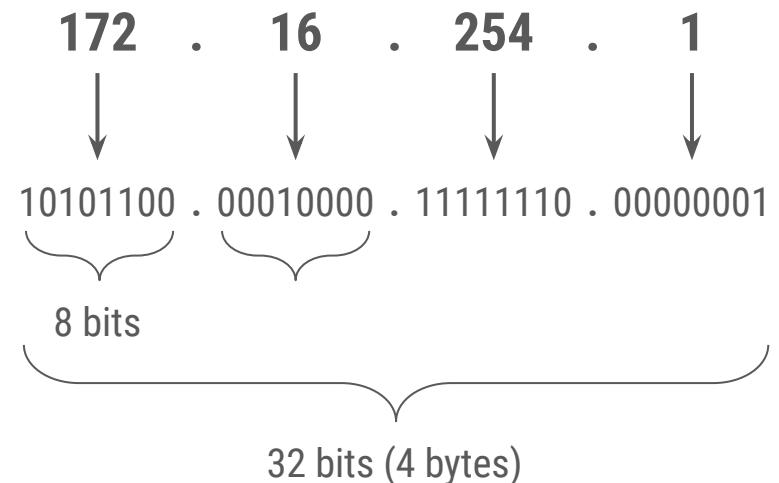 172 . 16 . 254 . 1
10101100 . 00010000 . 11111110 . 00000001
8 bits
32 bits (4 bytes)